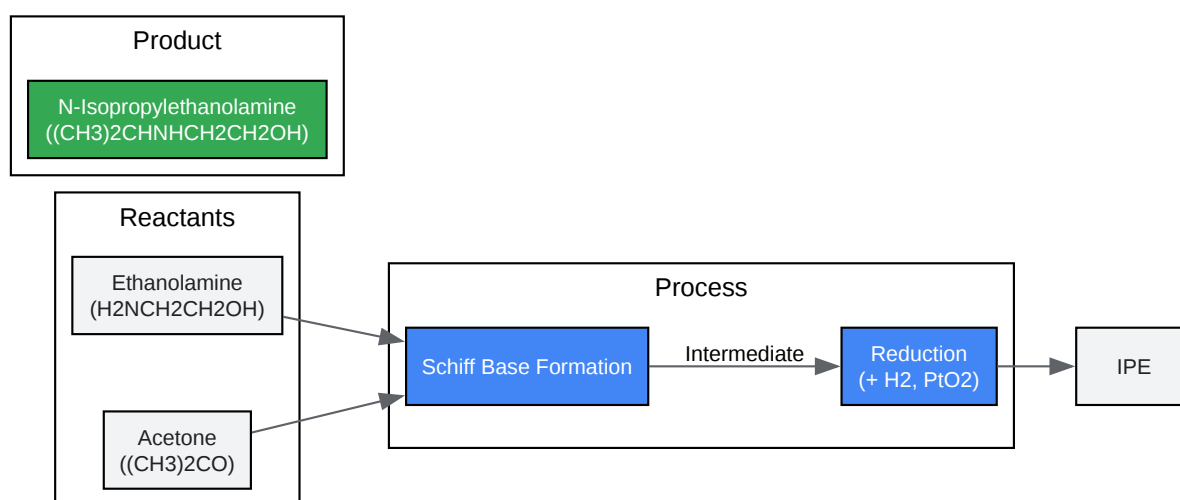 Product
N-Isopropylethanolamine
((CH3)2CHNHCH2CH2OH)
Reactants
Ethanolamine
(H2NCH2CH2OH)
Acetone
((CH3)2CO)
Process
Schiff Base Formation
Intermediate
Reduction
(+ H2, PtO2)
IPE